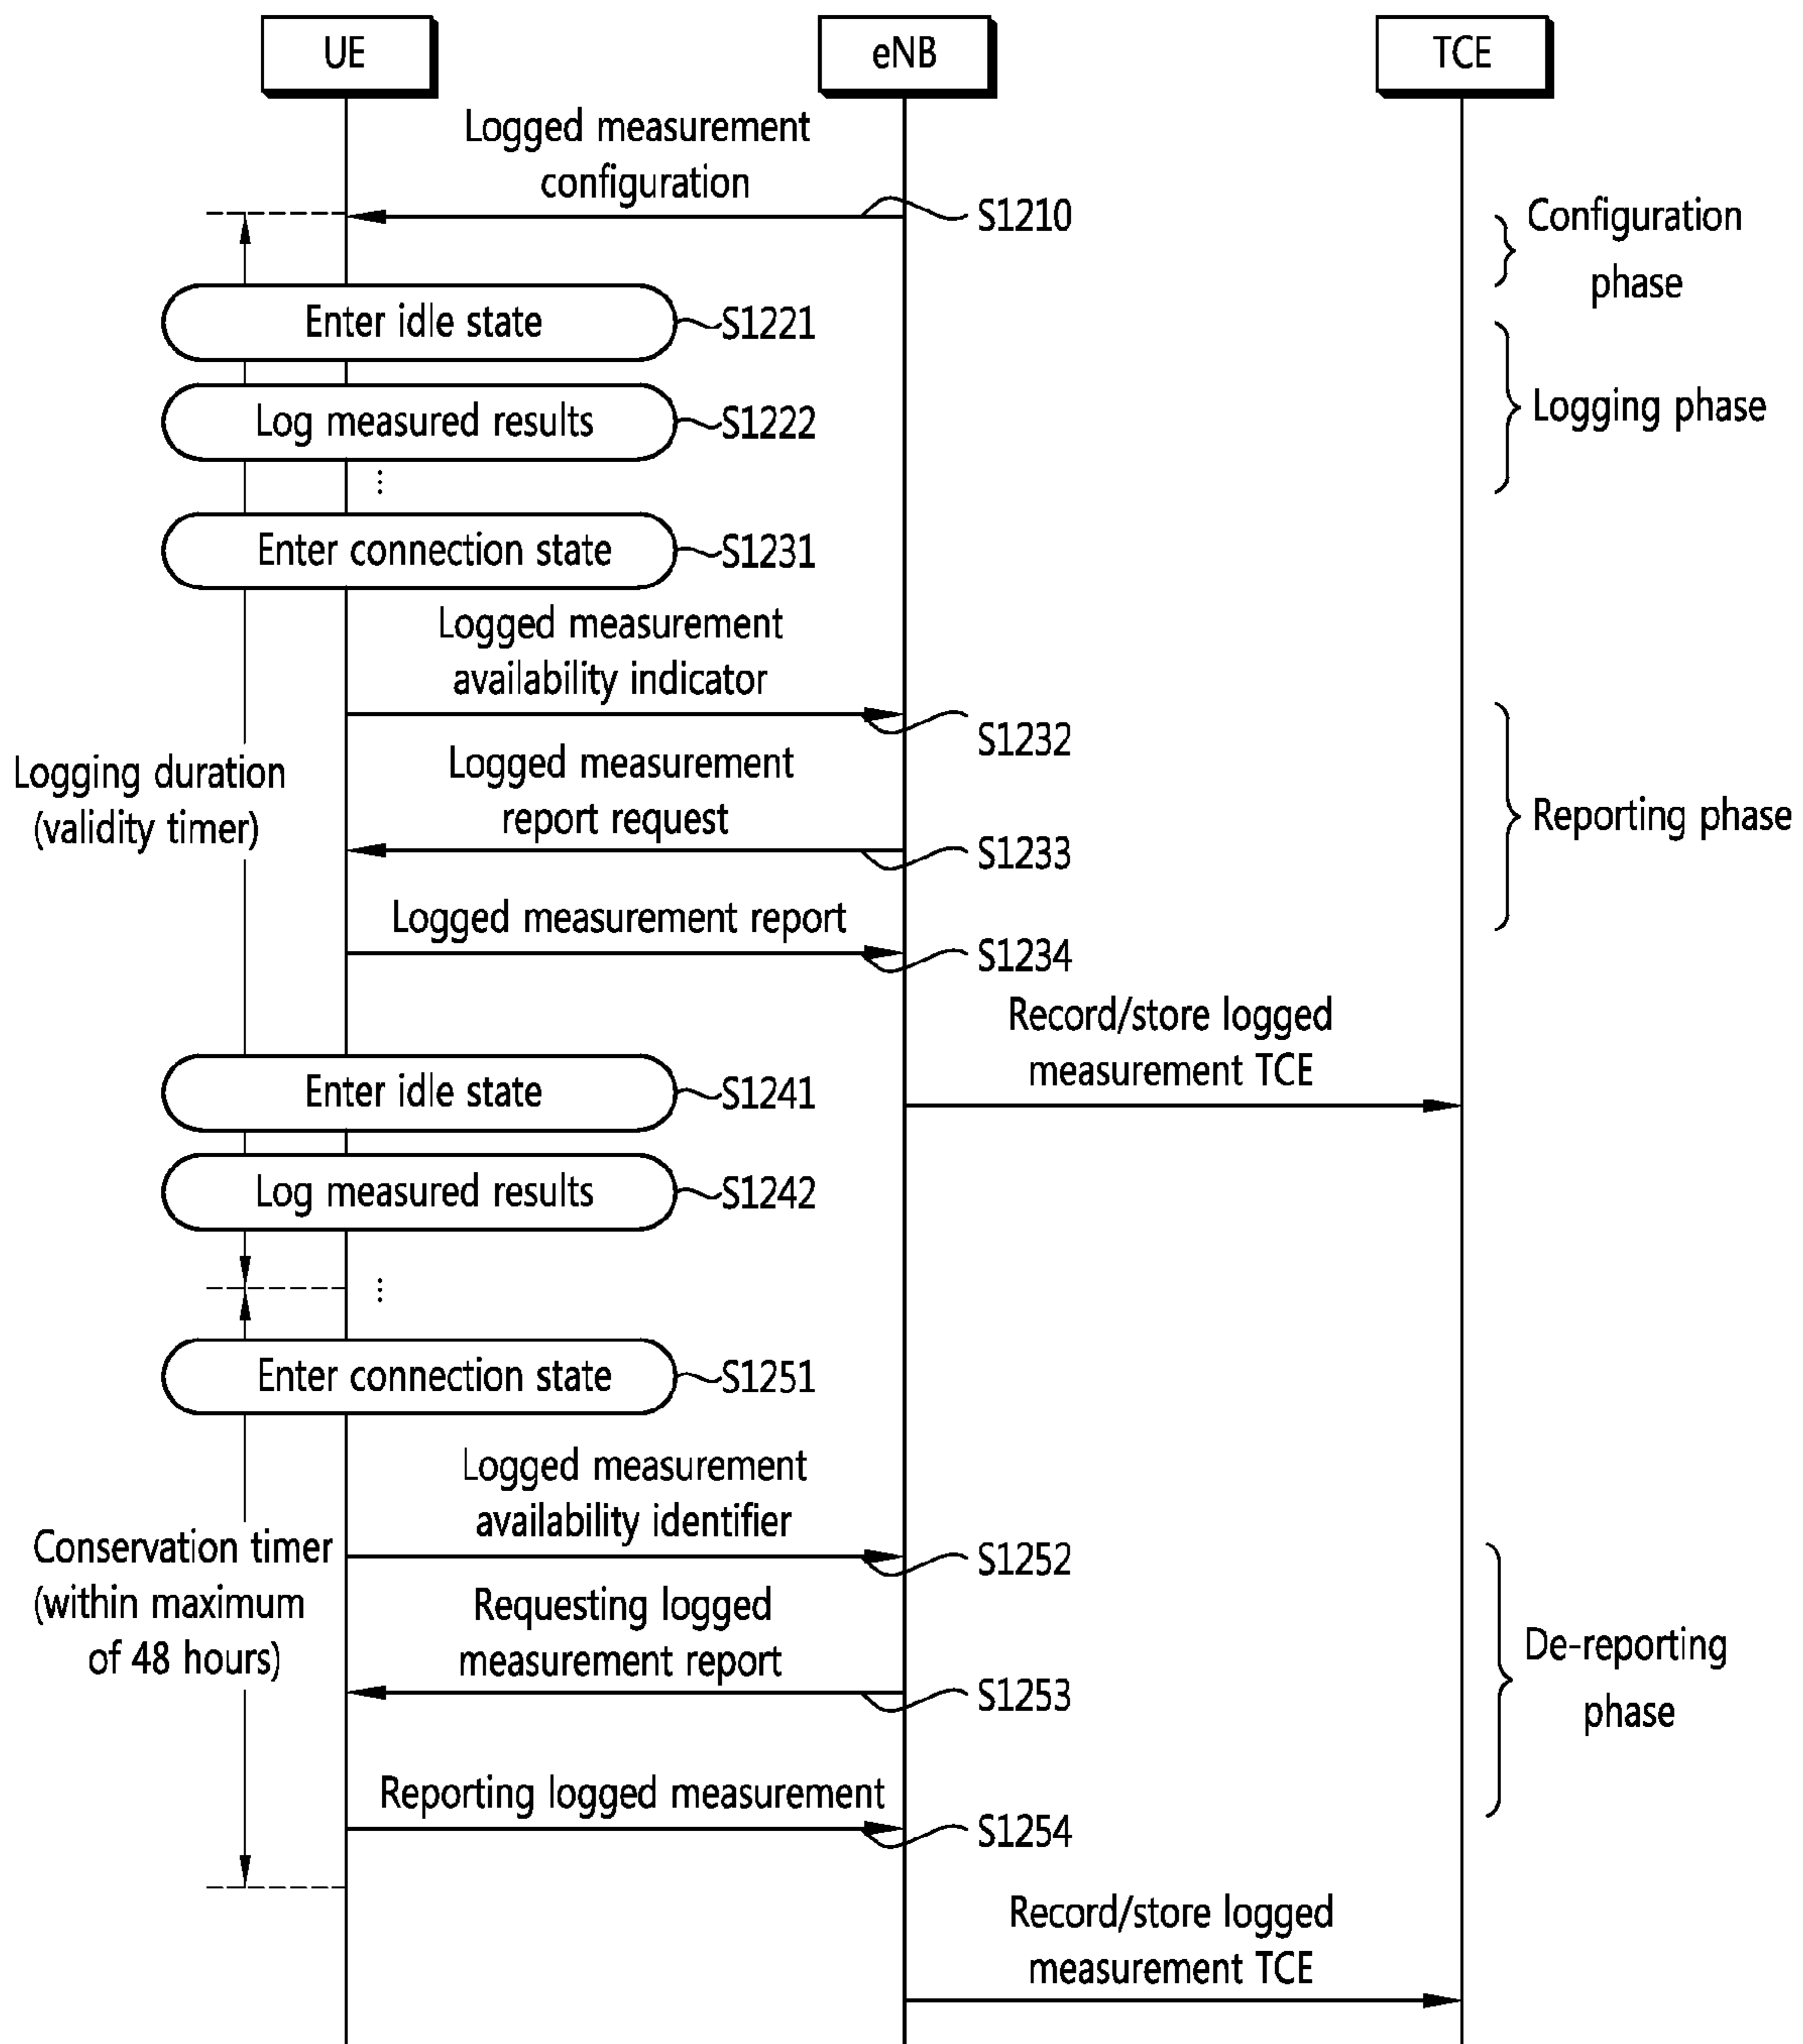 UE
eNB
TCE
Logged measurement
configuration
S1210
Configuration
phase
Enter idle state
S1221
Log measured results
S1222
Logging phase
Enter connection state
S1231
Logged measurement
availability indicator
S1232
Logging duration
(validity timer)
Logged measurement
report request
S1233
Reporting phase
Logged measurement report
S1234
Record/store logged
measurement TCE
Enter idle state
S1241
Log measured results
S1242
Enter connection state
S1251
Logged measurement
availability identifier
S1252
Conservation timer
(within maximum
of 48 hours)
Requesting logged
measurement report
S1253
De-reporting
phase
Reporting logged measurement
S1254
Record/store logged
measurement TCE